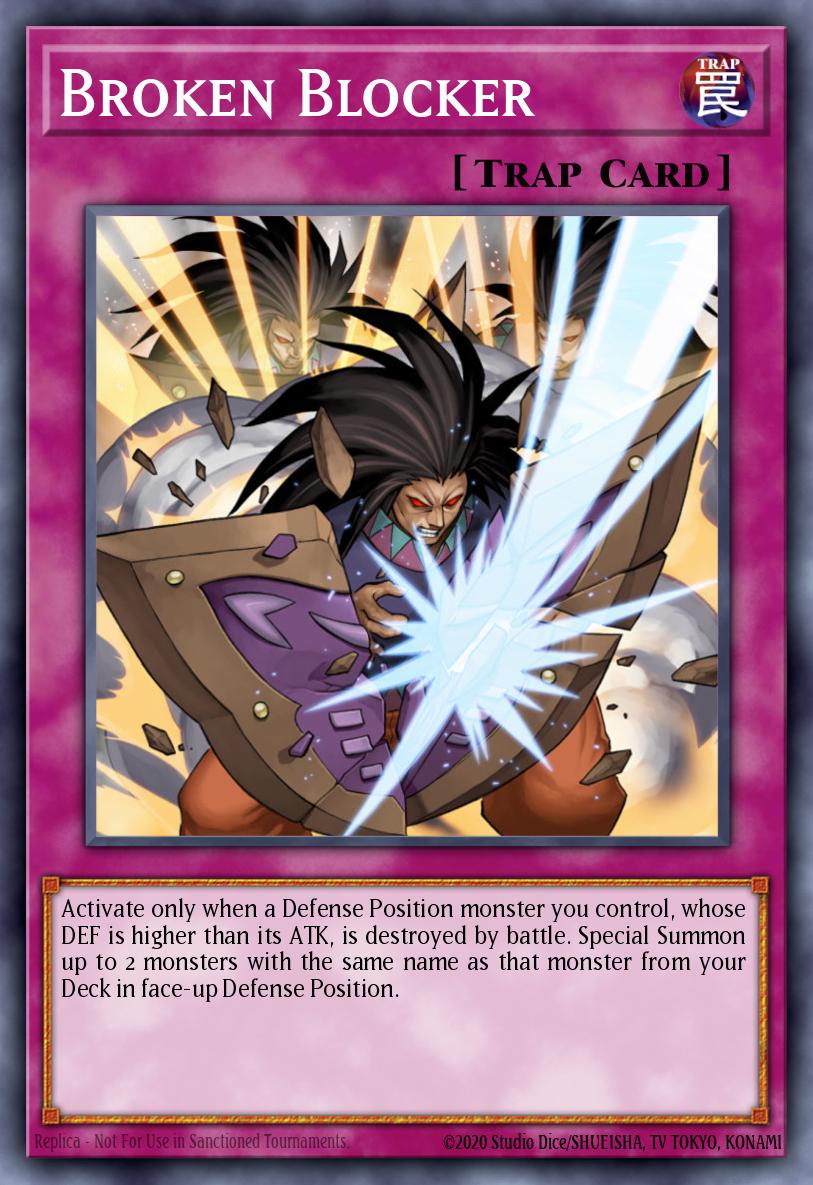 Broken Blocker
TRAP
罠
[Trap Card]
Activate only when a Defense Position monster you control, whose
DEF is higher than its ATK, is destroyed by battle. Special Summon
up to 2 monsters with the same name as that monster from your
Deck in face-up Defense Position.
Replica - Not For Use in Sanctioned Tournaments.
©2020 Studio Dice/SHUEISHA, TV TOKYO, KONAMI